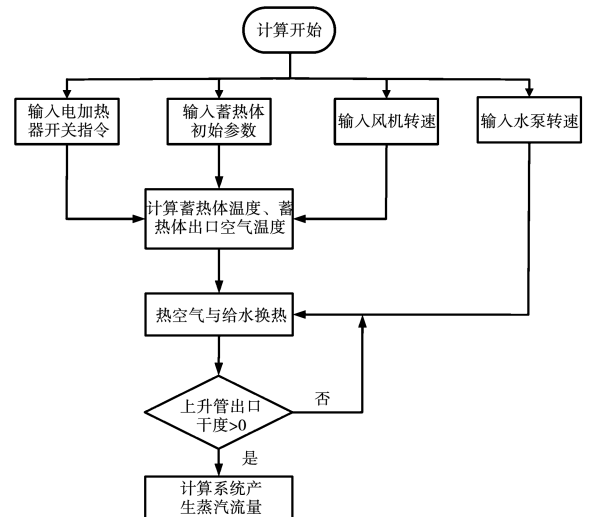 计算开始
输入电加热
器开关指令
输入蓄热体
初始参数
输入风机转速
输入水泵转速
计算蓄热体温度、蓄
热体出口空气温度
热空气与给水换热
上升管出口
干度>0
否
是
计算系统产
生蒸汽流量